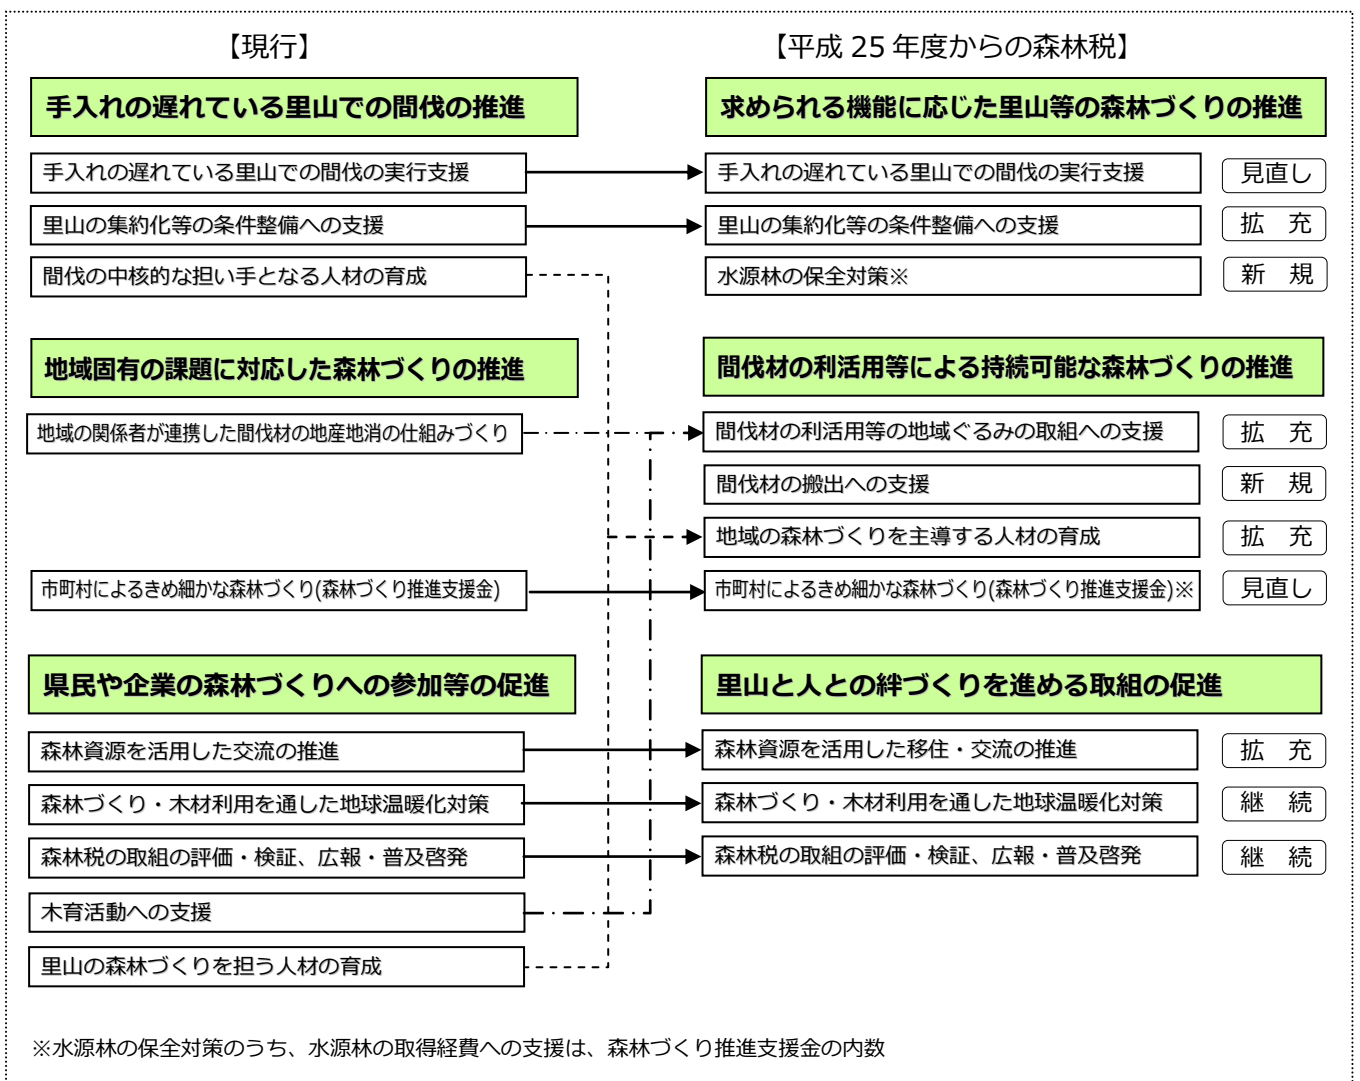 【現行】
【平成 25 年度からの森林税】
手入れの遅れている里山での間伐の推進
求められる機能に応じた里山等の森林づくりの推進
手入れの遅れている里山での間伐の実行支援
手入れの遅れている里山での間伐の実行支援
見直し
里山の集約化等の条件整備への支援
里山の集約化等の条件整備への支援
拡　充
間伐の中核的な担い手となる人材の育成
水源林の保全対策※
新　規
地域固有の課題に対応した森林づくりの推進
間伐材の利活用等による持続可能な森林づくりの推進
地域の関係者が連携した間伐材の地産地消の仕組みづくり
間伐材の利活用等の地域ぐるみの取組への支援
拡　充
間伐材の搬出への支援
新　規
地域の森林づくりを主導する人材の育成
拡　充
市町村によるきめ細かな森林づくり(森林づくり推進支援金)
市町村によるきめ細かな森林づくり(森林づくり推進支援金)※
見直し
県民や企業の森林づくりへの参加等の促進
里山と人との絆づくりを進める取組の促進
森林資源を活用した交流の推進
森林資源を活用した移住・交流の推進
拡　充
森林づくり・木材利用を通した地球温暖化対策
森林づくり・木材利用を通した地球温暖化対策
継　続
森林税の取組の評価・検証、広報・普及啓発
森林税の取組の評価・検証、広報・普及啓発
継　続
木育活動への支援
里山の森林づくりを担う人材の育成
※水源林の保全対策のうち、水源林の取得経費への支援は、森林づくり推進支援金の内数